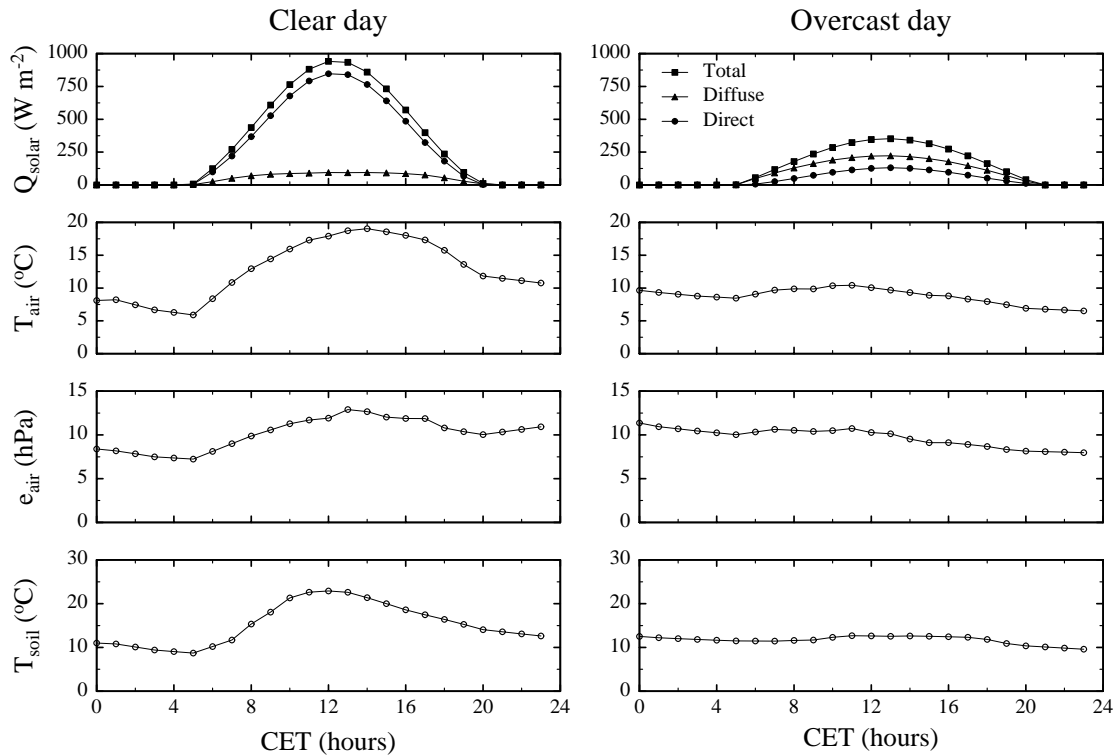 Clear day
Overcast day
Q_solar (W m-2)
1000
750
500
250
0
Total
Diffuse
Direct
1000
750
500
250
0
T_air (°C)
20
15
10
5
0
20
15
10
5
0
e_air (hPa)
15
10
5
0
15
10
5
0
T_soil (°C)
30
20
10
0
30
20
10
0
0 4 8 12 16 20 24
0 4 8 12 16 20 24
CET (hours)
CET (hours)